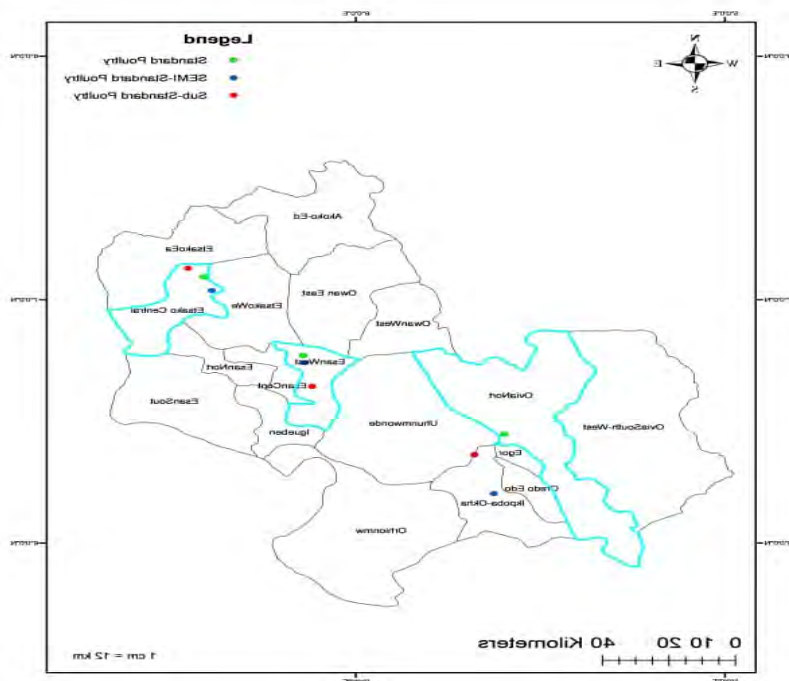 Legend
Standard Poultry
SEMI-Standard Poultry
Sub-Standard Poultry
N
W
E
S
Akoko-Ed
EtsakoEa
Owan East
EtsakoWe
Etsako Central
OwanWest
EsanWest
EsanNort
EsanCent
EsanSout
Igueben
Uhunmwonde
OviaNort
OviaSouth-West
Egor
Oredo Edo
Ikpoba-Okha
Orhionmw
0 10 20 40 Kilometers
1 cm = 12 km